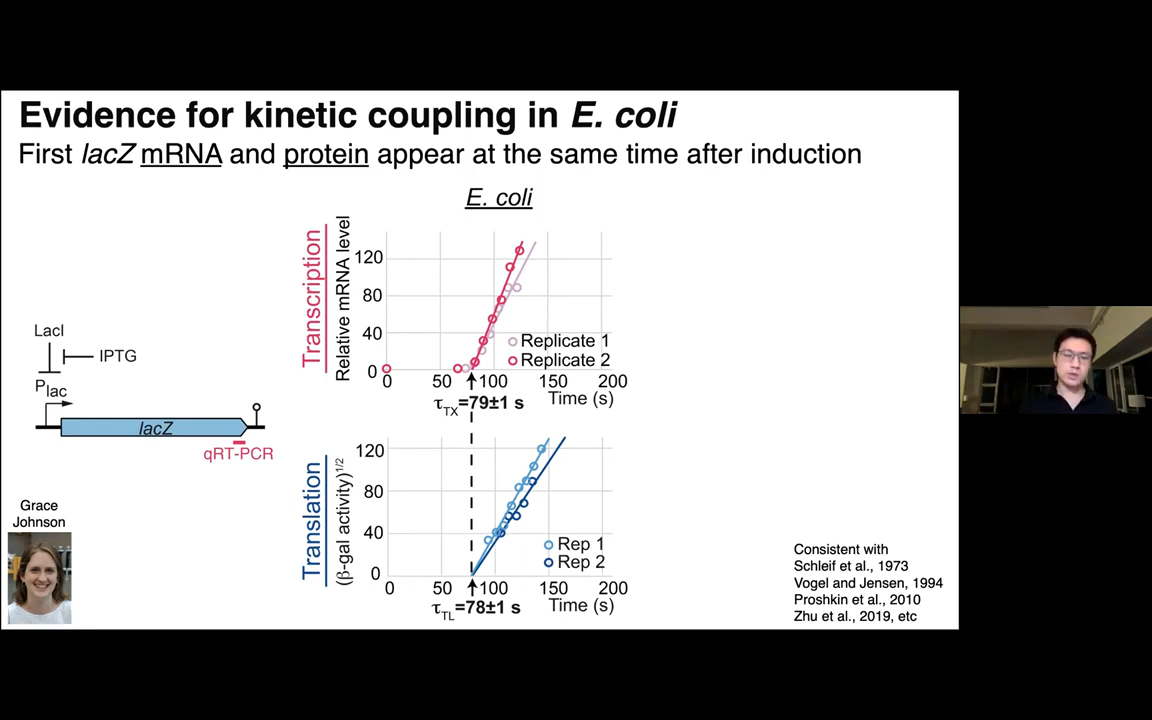 Evidence for kinetic coupling in E. coli
First lacZ mRNA and protein appear at the same time after induction
E. coli
Transcription
Relative mRNA level
120
80
40
0
Replicate 1
Replicate 2
0 50 100 150 200
τTX=79±1 s
Time (s)
LacI
IPTG
Plac
lacZ
qRT-PCR
Translation
(β-gal activity)1/2
120
80
40
0
Rep 1
Rep 2
0 50 100 150 200
τTL=78±1 s
Time (s)
Grace
Johnson
Consistent with
Schleif et al., 1973
Vogel and Jensen, 1994
Proshkin et al., 2010
Zhu et al., 2019, etc